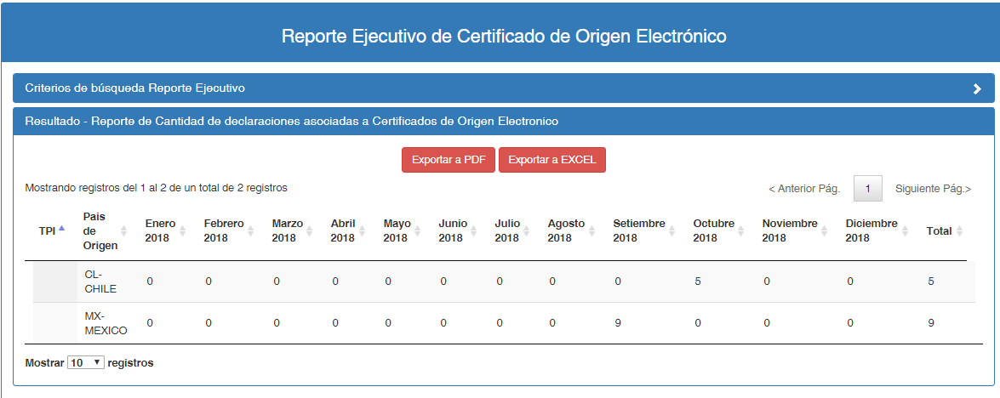 Reporte Ejecutivo de Certificado de Origen Electrónico
Criterios de búsqueda Reporte Ejecutivo
Resultado - Reporte de Cantidad de declaraciones asociadas a Certificados de Origen Electronico
Exportar a PDF Exportar a EXCEL
Mostrando registros del 1 al 2 de un total de 2 registros < Anterior Pág. 1 Siguiente Pág.>
TPI País de Origen Enero 2018 Febrero 2018 Marzo 2018 Abril 2018 Mayo 2018 Junio 2018 Julio 2018 Agosto 2018 Setiembre 2018 Octubre 2018 Noviembre 2018 Diciembre 2018 Total
CL-CHILE 0 0 0 0 0 0 0 0 0 5 0 0 5
MX-MEXICO 0 0 0 0 0 0 0 0 9 0 0 0 9
Mostrar 10 registros